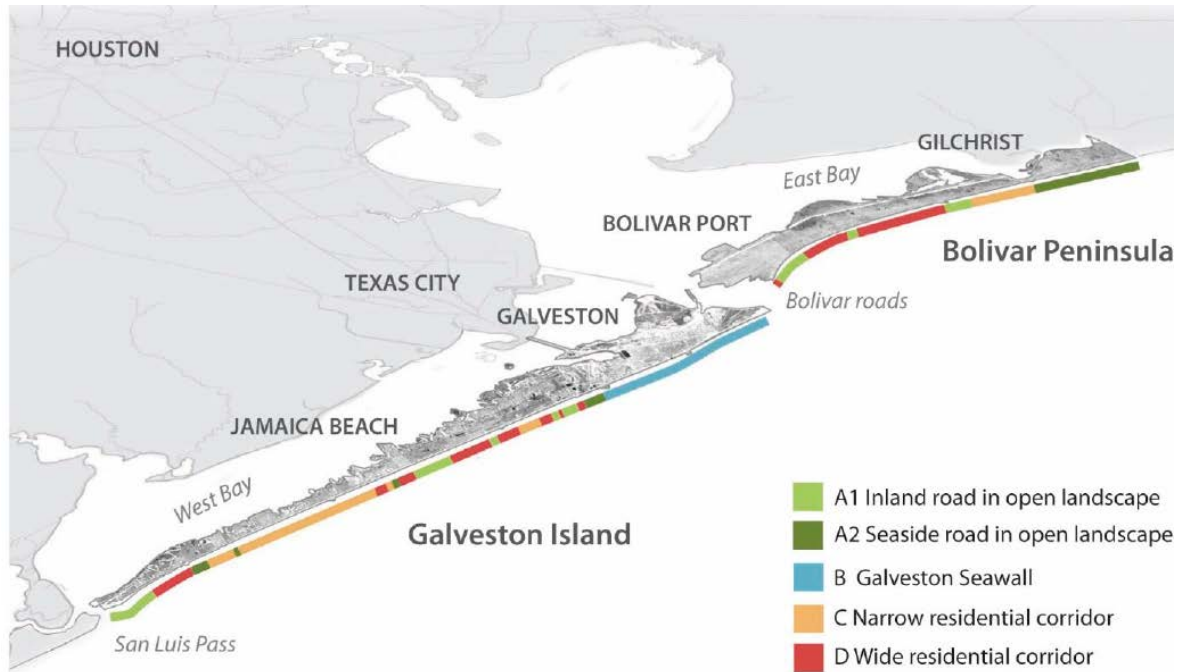 HOUSTON
GILCHRIST
East Bay
BOLIVAR PORT
Bolivar Peninsula
TEXAS CITY
Bolivar roads
GALVESTON
JAMAICA BEACH
West Bay
Galveston Island
San Luis Pass
A1 Inland road in open landscape
A2 Seaside road in open landscape
B Galveston Seawall
C Narrow residential corridor
D Wide residential corridor